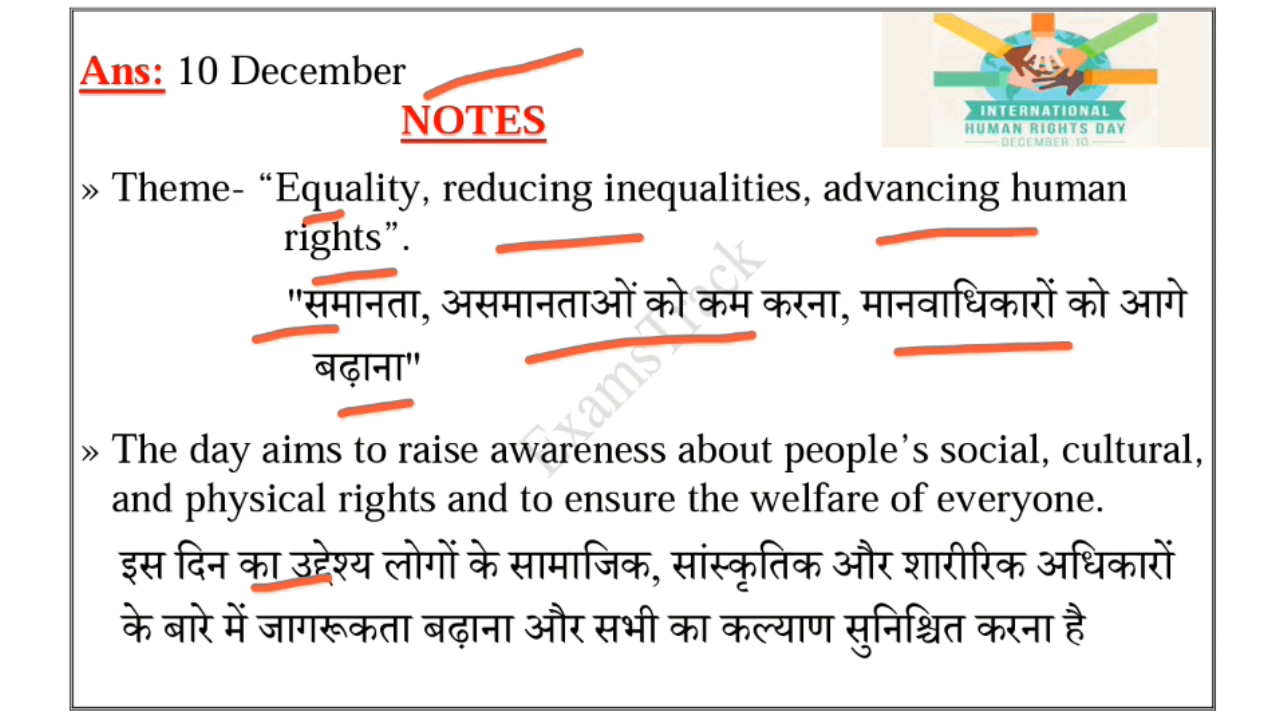 Ans: 10 December
INTERNATIONAL
HUMAN RIGHTS DAY
DECEMBER 10
NOTES
» Theme- “Equality, reducing inequalities, advancing human
rights”.
"समानता, असमानताओं को कम करना, मानवाधिकारों को आगे
बढ़ाना"
ExamsTrack
» The day aims to raise awareness about people’s social, cultural,
and physical rights and to ensure the welfare of everyone.
इस दिन का उद्देश्य लोगों के सामाजिक, सांस्कृतिक और शारीरिक अधिकारों
के बारे में जागरूकता बढ़ाना और सभी का कल्याण सुनिश्चित करना है